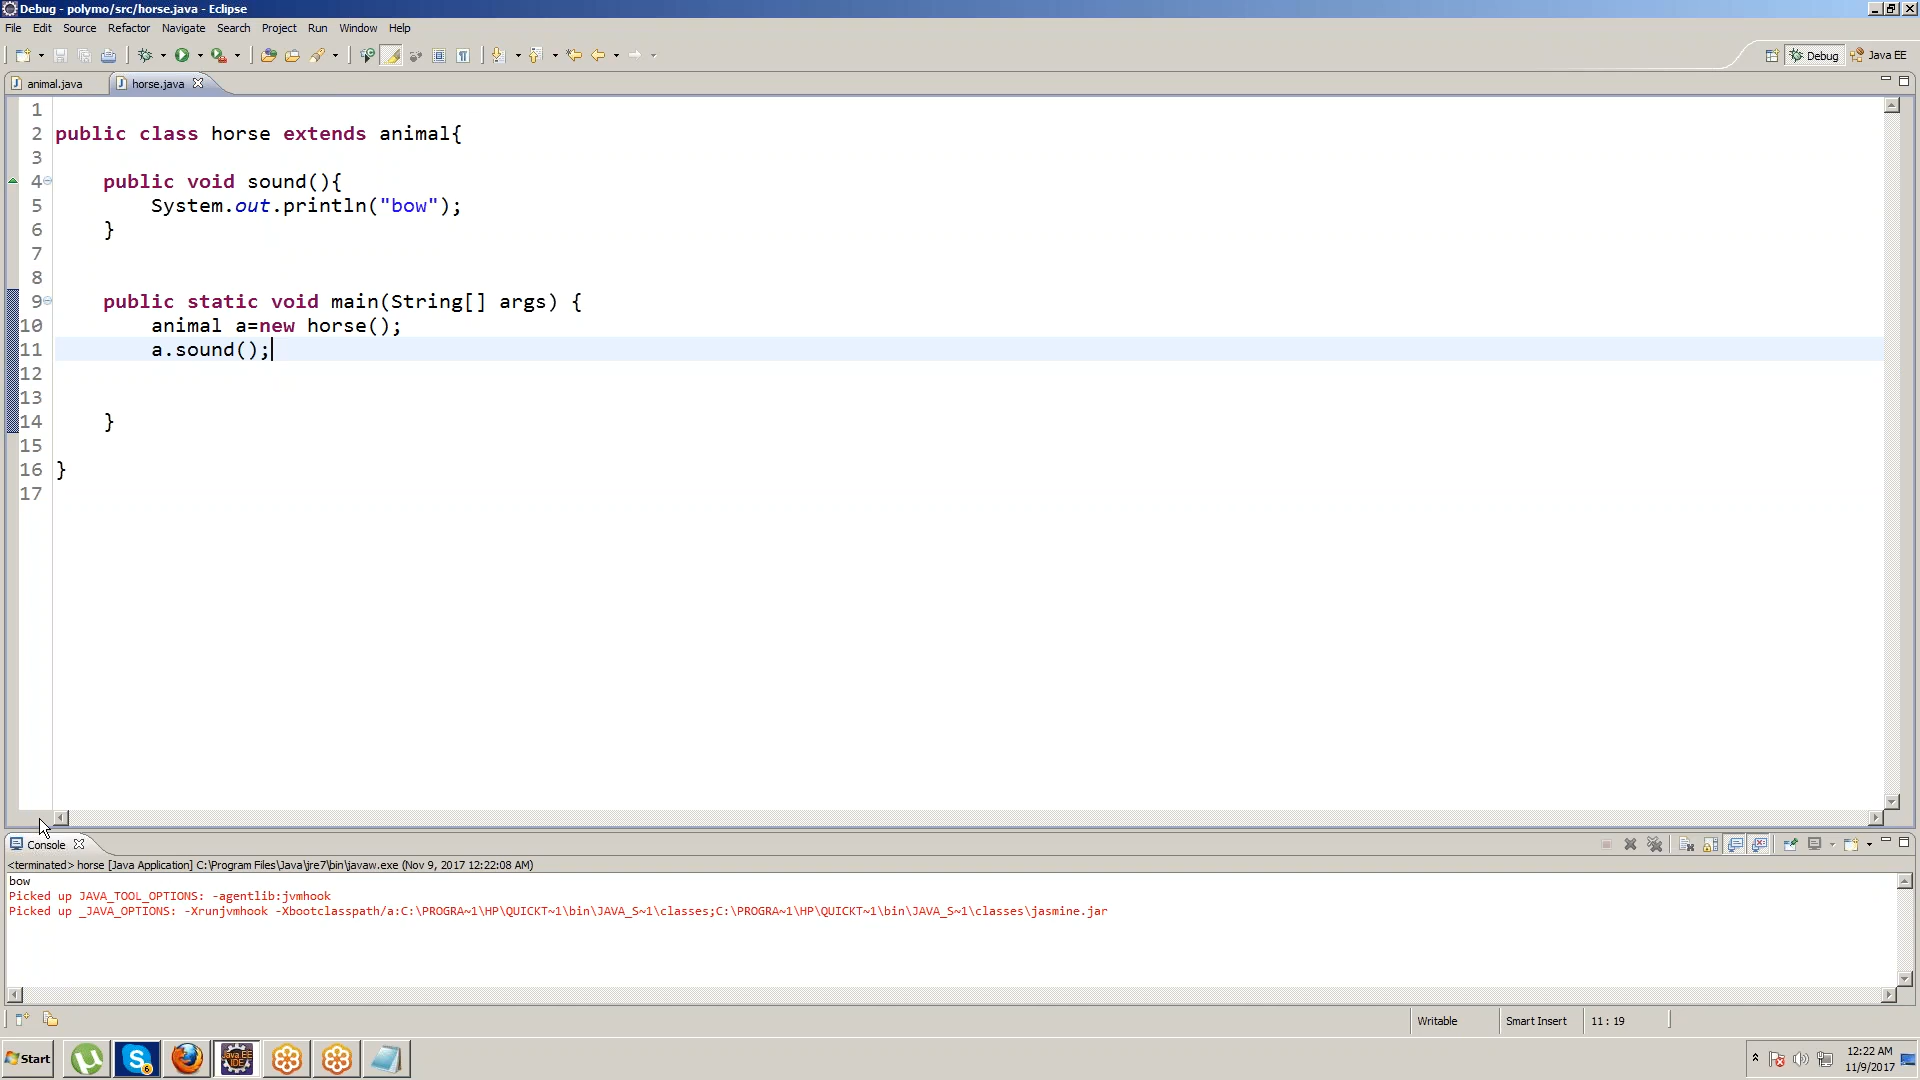 Debug - polymo/src/horse.java - Eclipse
File Edit Source Refactor Navigate Search Project Run Window Help
Debug Java EE
animal.java horse.java
1
2 public class horse extends animal{
3
4 public void sound(){
5 System.out.println("bow");
6 }
7
8
9 public static void main(String[] args) {
10 animal a=new horse();
11 a.sound();
12
13
14 }
15
16 }
17
Console
<terminated> horse [Java Application] C:\Program Files\Java\jre7\bin\javaw.exe (Nov 9, 2017 12:22:08 AM)
bow
Picked up JAVA_TOOL_OPTIONS: -agentlib:jvmhook
Picked up _JAVA_OPTIONS: -Xrunjvmhook -Xbootclasspath/a:C:\PROGRA~1\HP\QUICKT~1\bin\JAVA_S~1\classes;C:\PROGRA~1\HP\QUICKT~1\bin\JAVA_S~1\classes\jasmine.jar
Writable Smart Insert 11 : 19
Start
12:22 AM
11/9/2017